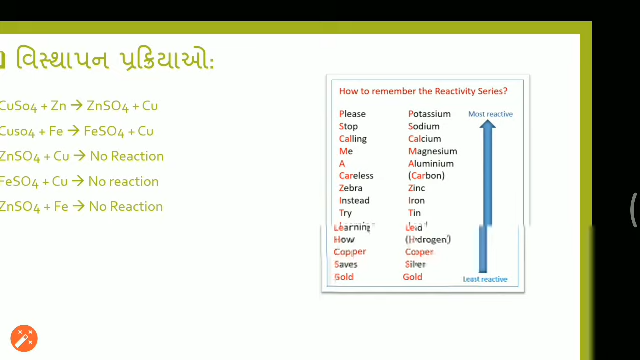 વિસ્થાપન પ્રક્રિયાઓ:
CuSo4 + Zn → ZnSO4 + Cu
Cuso4 + Fe → FeSO4 + Cu
ZnSO4 + Cu → No Reaction
FeSO4 + Cu → No reaction
ZnSO4 + Fe → No Reaction
How to remember the Reactivity Series?
Please Potassium Most reactive
Stop Sodium
Calling Calcium
Me Magnesium
A Aluminium
Careless (Carbon)
Zebra Zinc
Instead Iron
Try Tin
Learning Lead
How (Hydrogen)
Copper Copper
Saves Silver
Gold Gold Least reactive